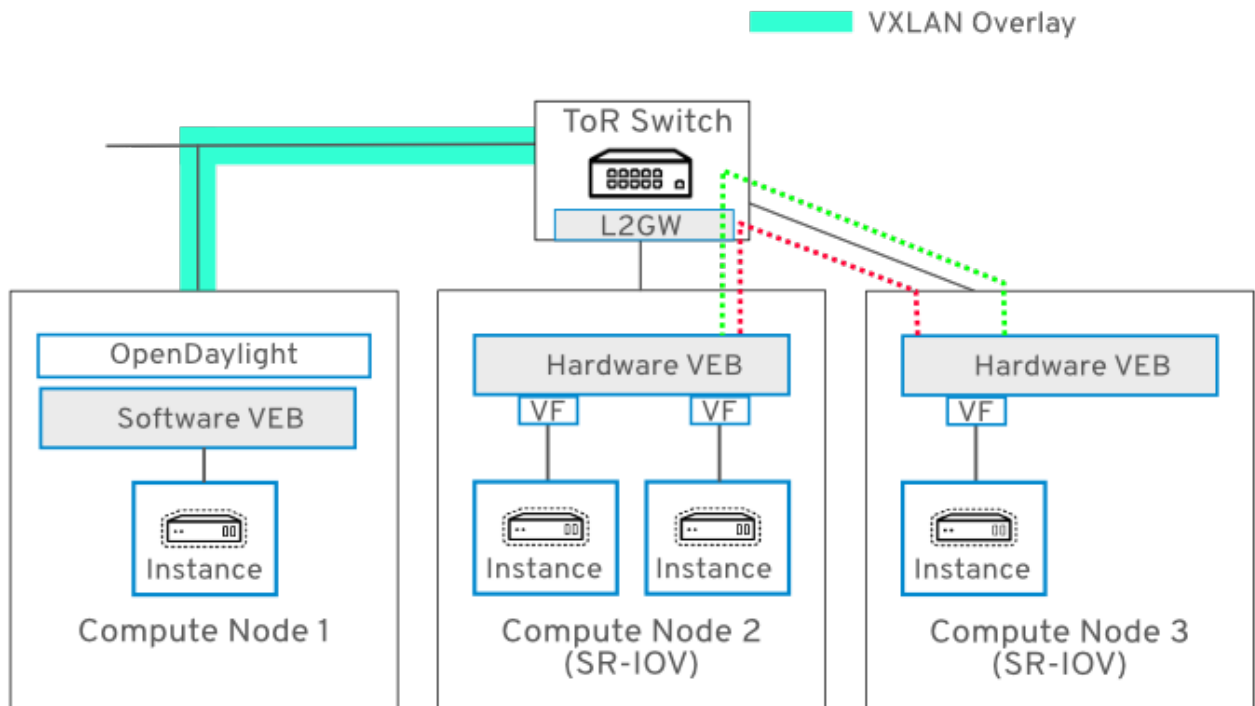 VXLAN Overlay
ToR Switch
L2GW
OpenDaylight
Software VEB
Instance
Compute Node 1
Hardware VEB
VF
VF
Instance
Instance
Compute Node 2
(SR-IOV)
Hardware VEB
VF
Instance
Compute Node 3
(SR-IOV)